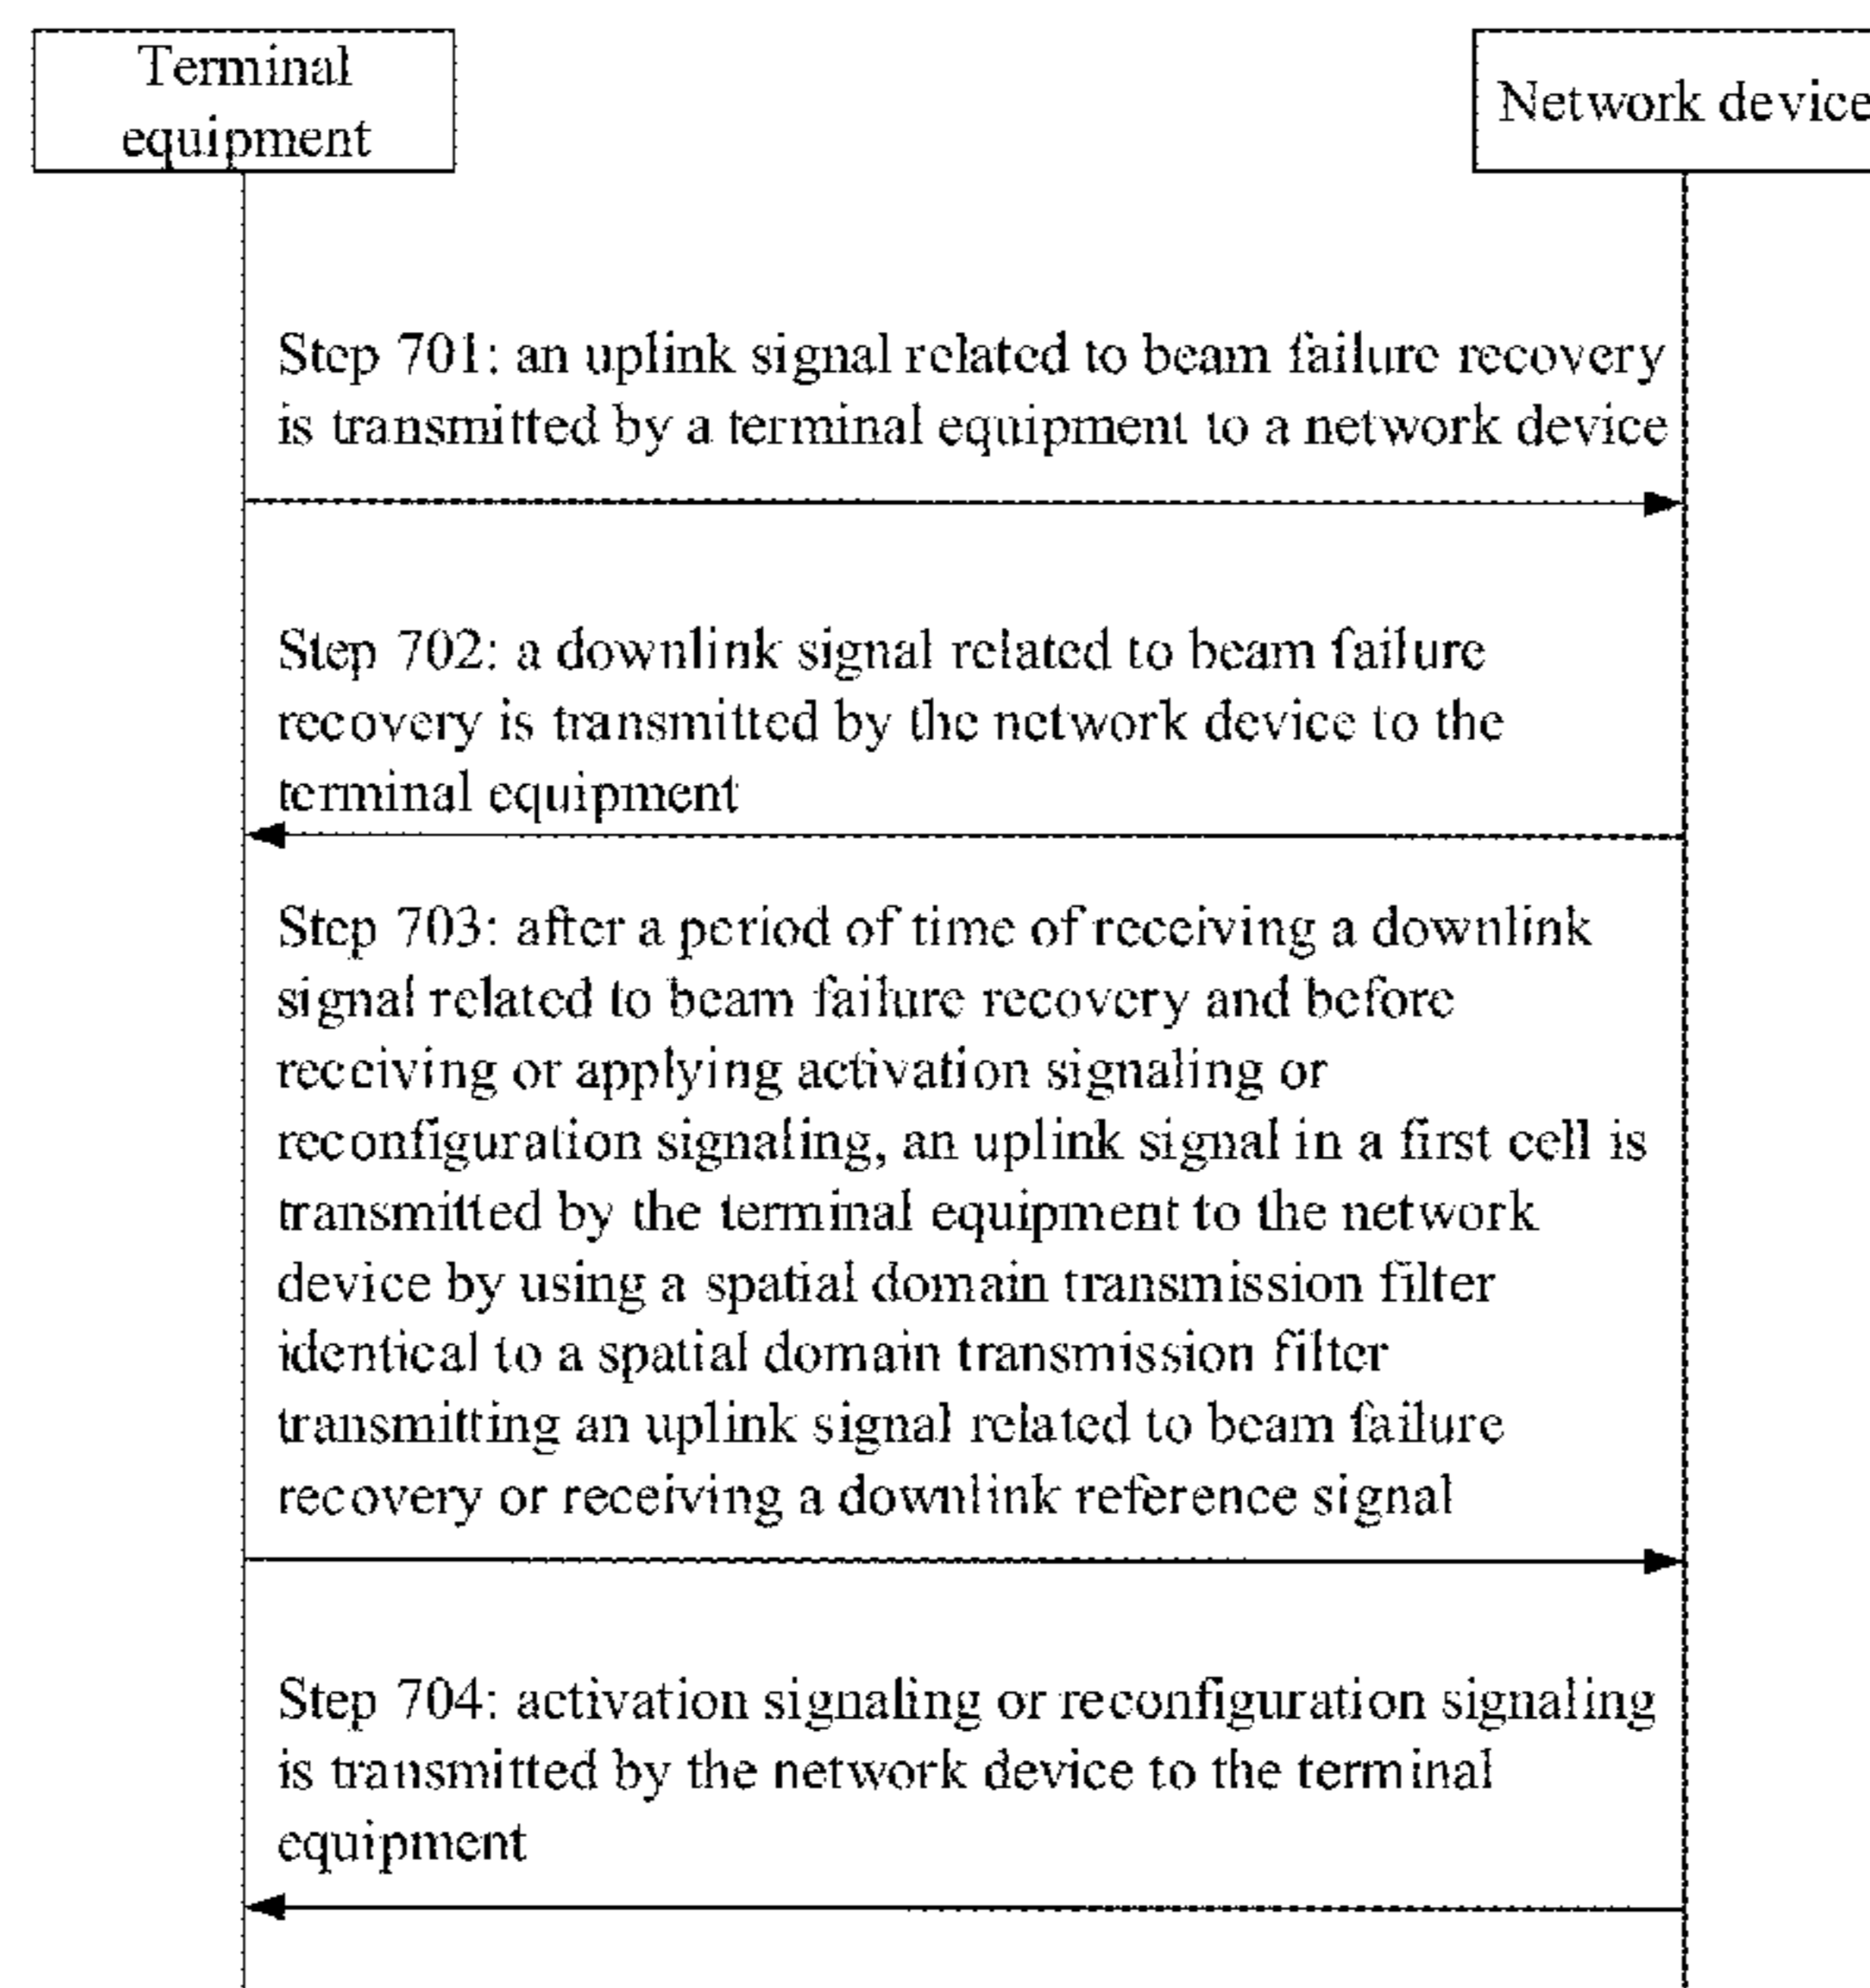 Terminal
equipment
Network device
Step 701: an uplink signal related to beam failure recovery
is transmitted by a terminal equipment to a network device
Step 702: a downlink signal related to beam failure
recovery is transmitted by the network device to the
terminal equipment
Step 703: after a period of time of receiving a downlink
signal related to beam failure recovery and before
receiving or applying activation signaling or
reconfiguration signaling, an uplink signal in a first cell is
transmitted by the terminal equipment to the network
device by using a spatial domain transmission filter
identical to a spatial domain transmission filter
transmitting an uplink signal related to beam failure
recovery or receiving a downlink reference signal
Step 704: activation signaling or reconfiguration signaling
is transmitted by the network device to the terminal
equipment